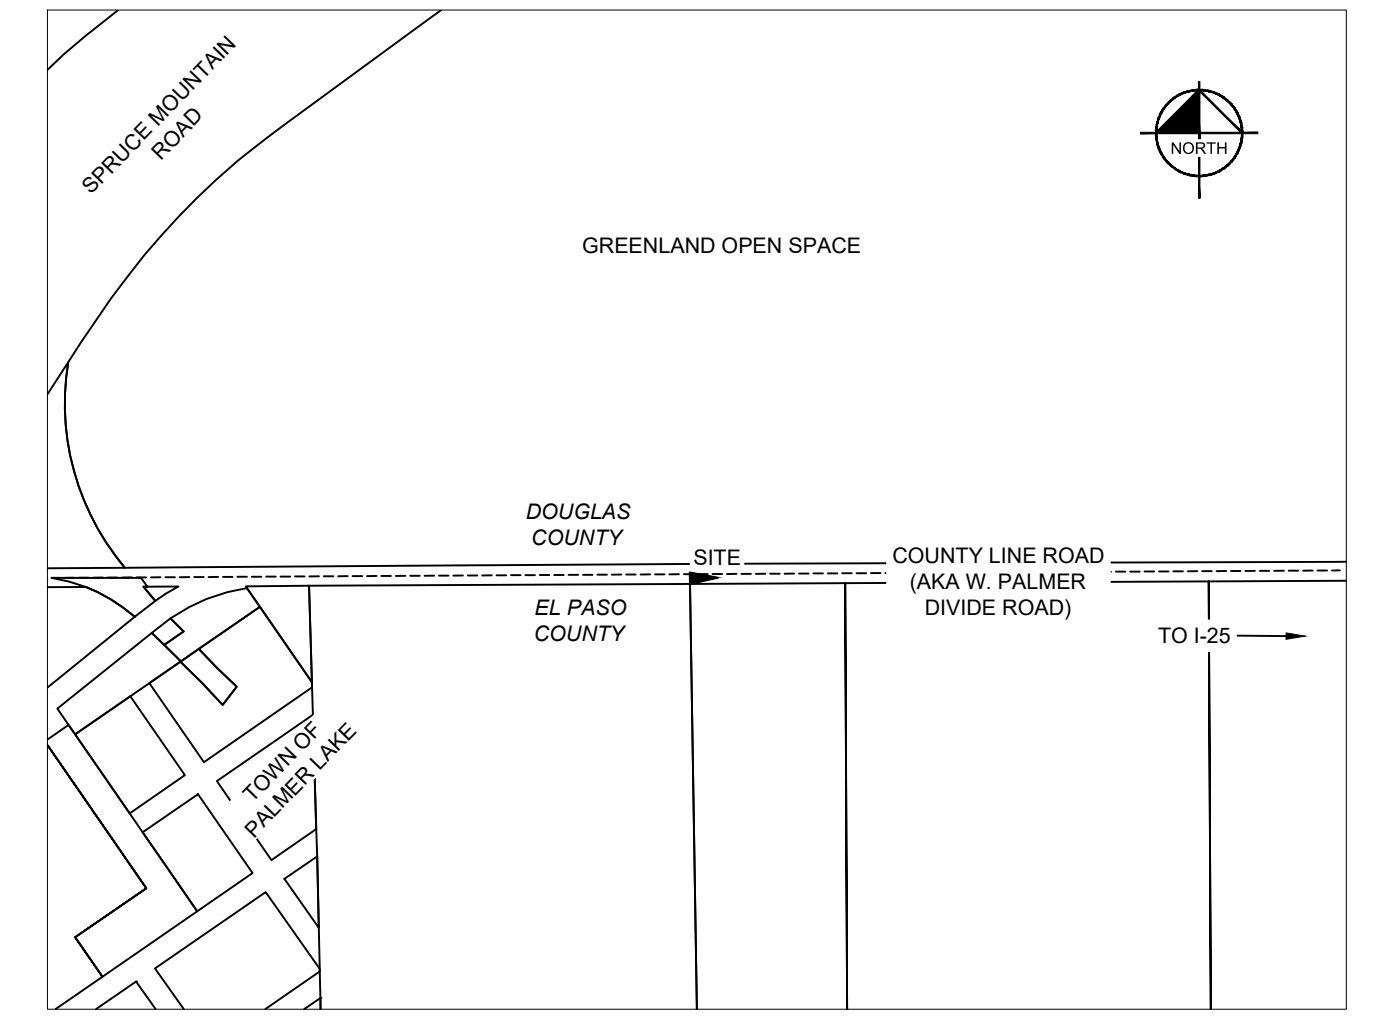 SPRUCE MOUNTAIN
ROAD
NORTH
GREENLAND OPEN SPACE
DOUGLAS
COUNTY
SITE
COUNTY LINE ROAD
(AKA W. PALMER
DIVIDE ROAD)
EL PASO
COUNTY
TO I-25
TOWN OF
PALMER LAKE